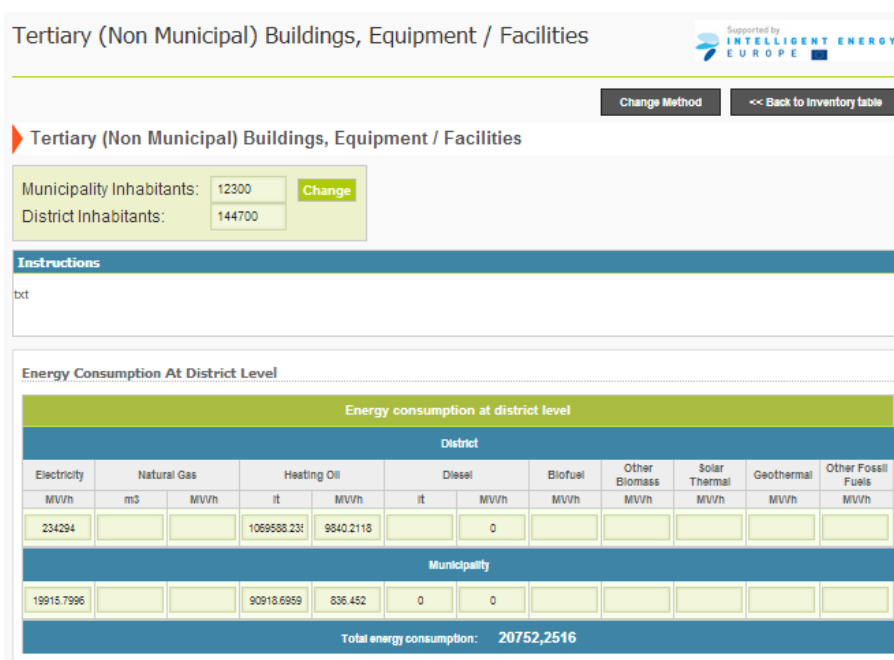 Tertiary (Non Municipal) Buildings, Equipment / Facilities
Supported by
INTELLIGENT ENERGY
EUROPE
Change Method
<< Back to Inventory table
Tertiary (Non Municipal) Buildings, Equipment / Facilities
Municipality Inhabitants: 12300 Change
District Inhabitants: 144700
Instructions
txt
Energy Consumption At District Level
Energy consumption at district level
District
Electricity Natural Gas Heating Oil Diesel Biofuel Other Biomass Solar Thermal Geothermal Other Fossil Fuels
MWh m3 MWh lt MWh lt MWh MWh MWh MWh MWh MWh
234294 1069588.235 9840.2118 0
Municipality
19915.7996 90918.6959 836.452 0 0
Total energy consumption: 20752,2516